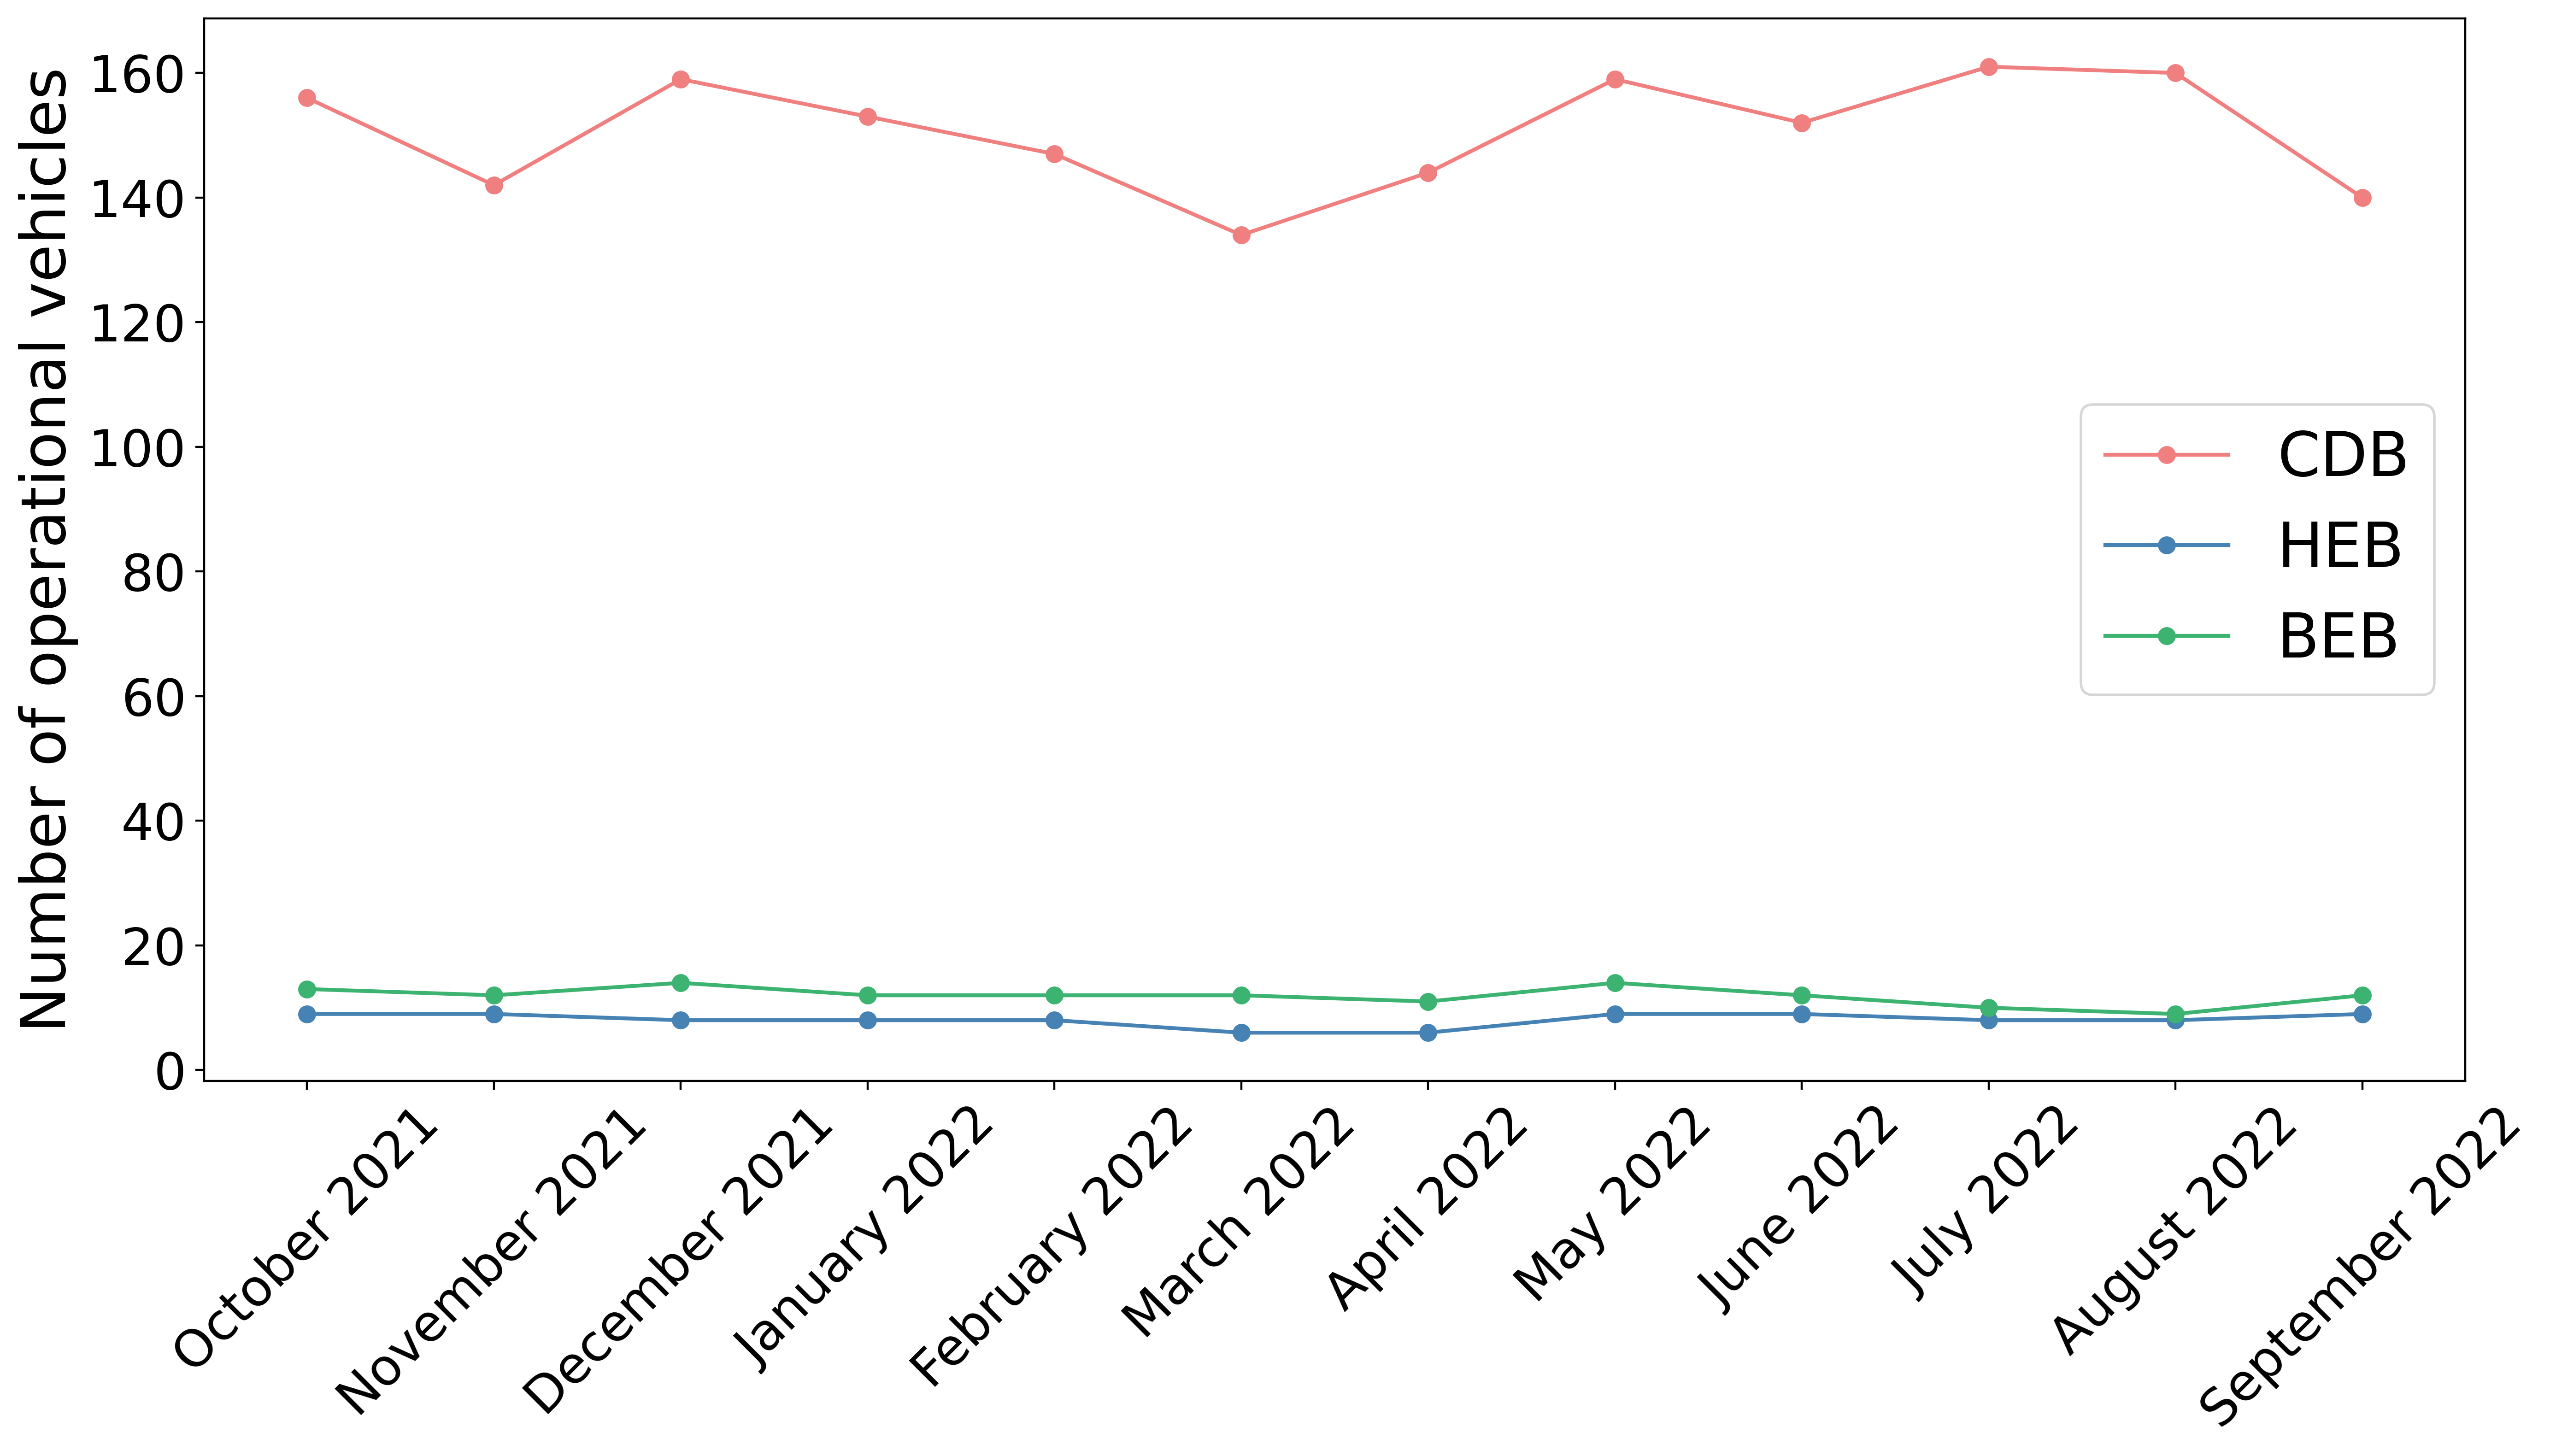 Number of operational vehicles
160
140
120
100
80
60
40
20
0
CDB
HEB
BEB
October 2021
November 2021
December 2021
January 2022
February 2022
March 2022
April 2022
May 2022
June 2022
July 2022
August 2022
September 2022